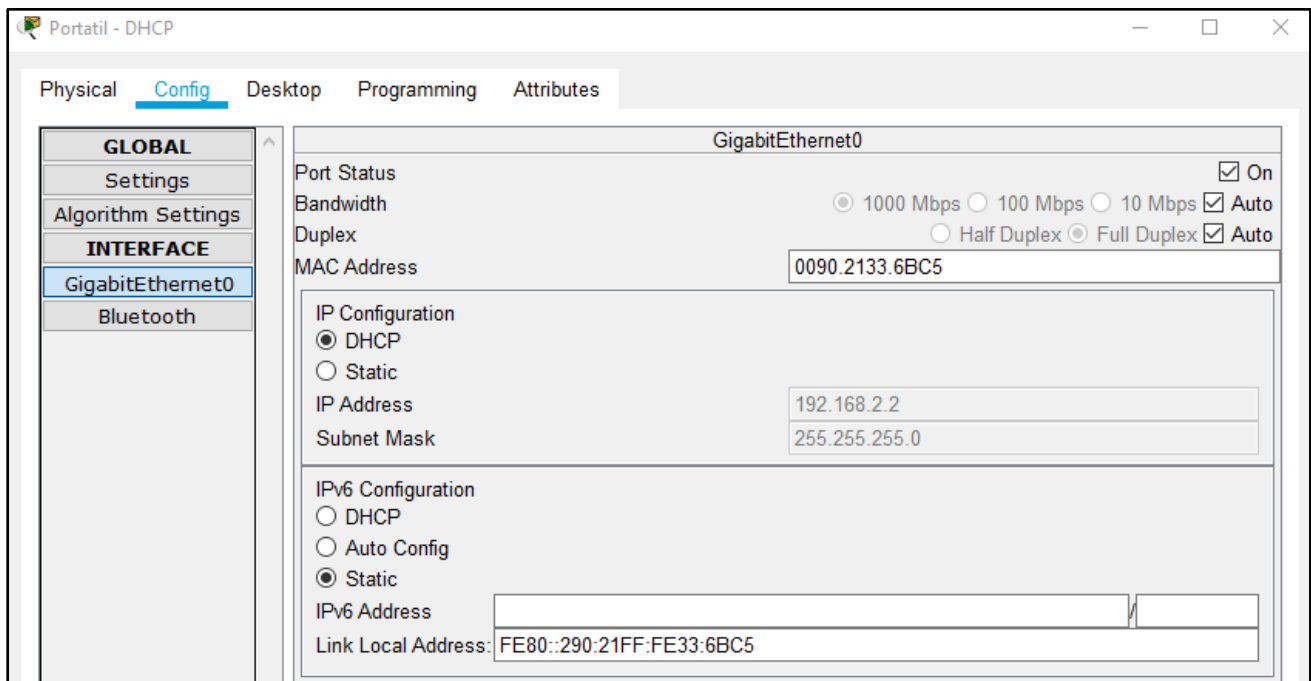 Portatil - DHCP
Physical Config Desktop Programming Attributes
GLOBAL
Settings
Algorithm Settings
INTERFACE
GigabitEthernet0
Bluetooth
GigabitEthernet0
Port Status On
Bandwidth 1000 Mbps 100 Mbps 10 Mbps Auto
Duplex Half Duplex Full Duplex Auto
MAC Address 0090.2133.6BC5
IP Configuration
DHCP
Static
IP Address 192.168.2.2
Subnet Mask 255.255.255.0
IPv6 Configuration
DHCP
Auto Config
Static
IPv6 Address /
Link Local Address: FE80::290:21FF:FE33:6BC5